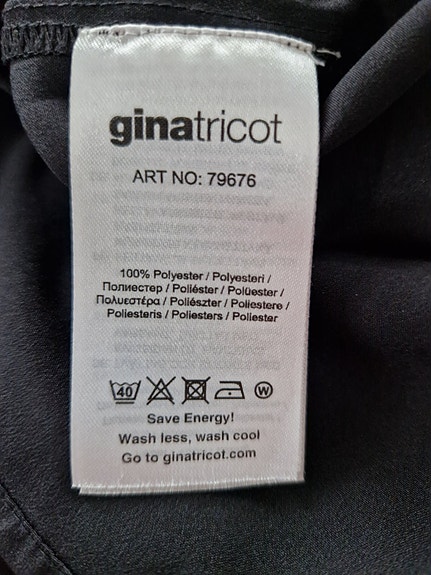 ginatricot
ART NO: 79676
100% Polyester / Polyesteri /
Полиестер / Poliéster / Polüester /
Πολυεστέρα / Poliészter / Poliestere /
Poliesteris / Poliesters / Poliester
40 W
Save Energy!
Wash less, wash cool
Go to ginatricot.com